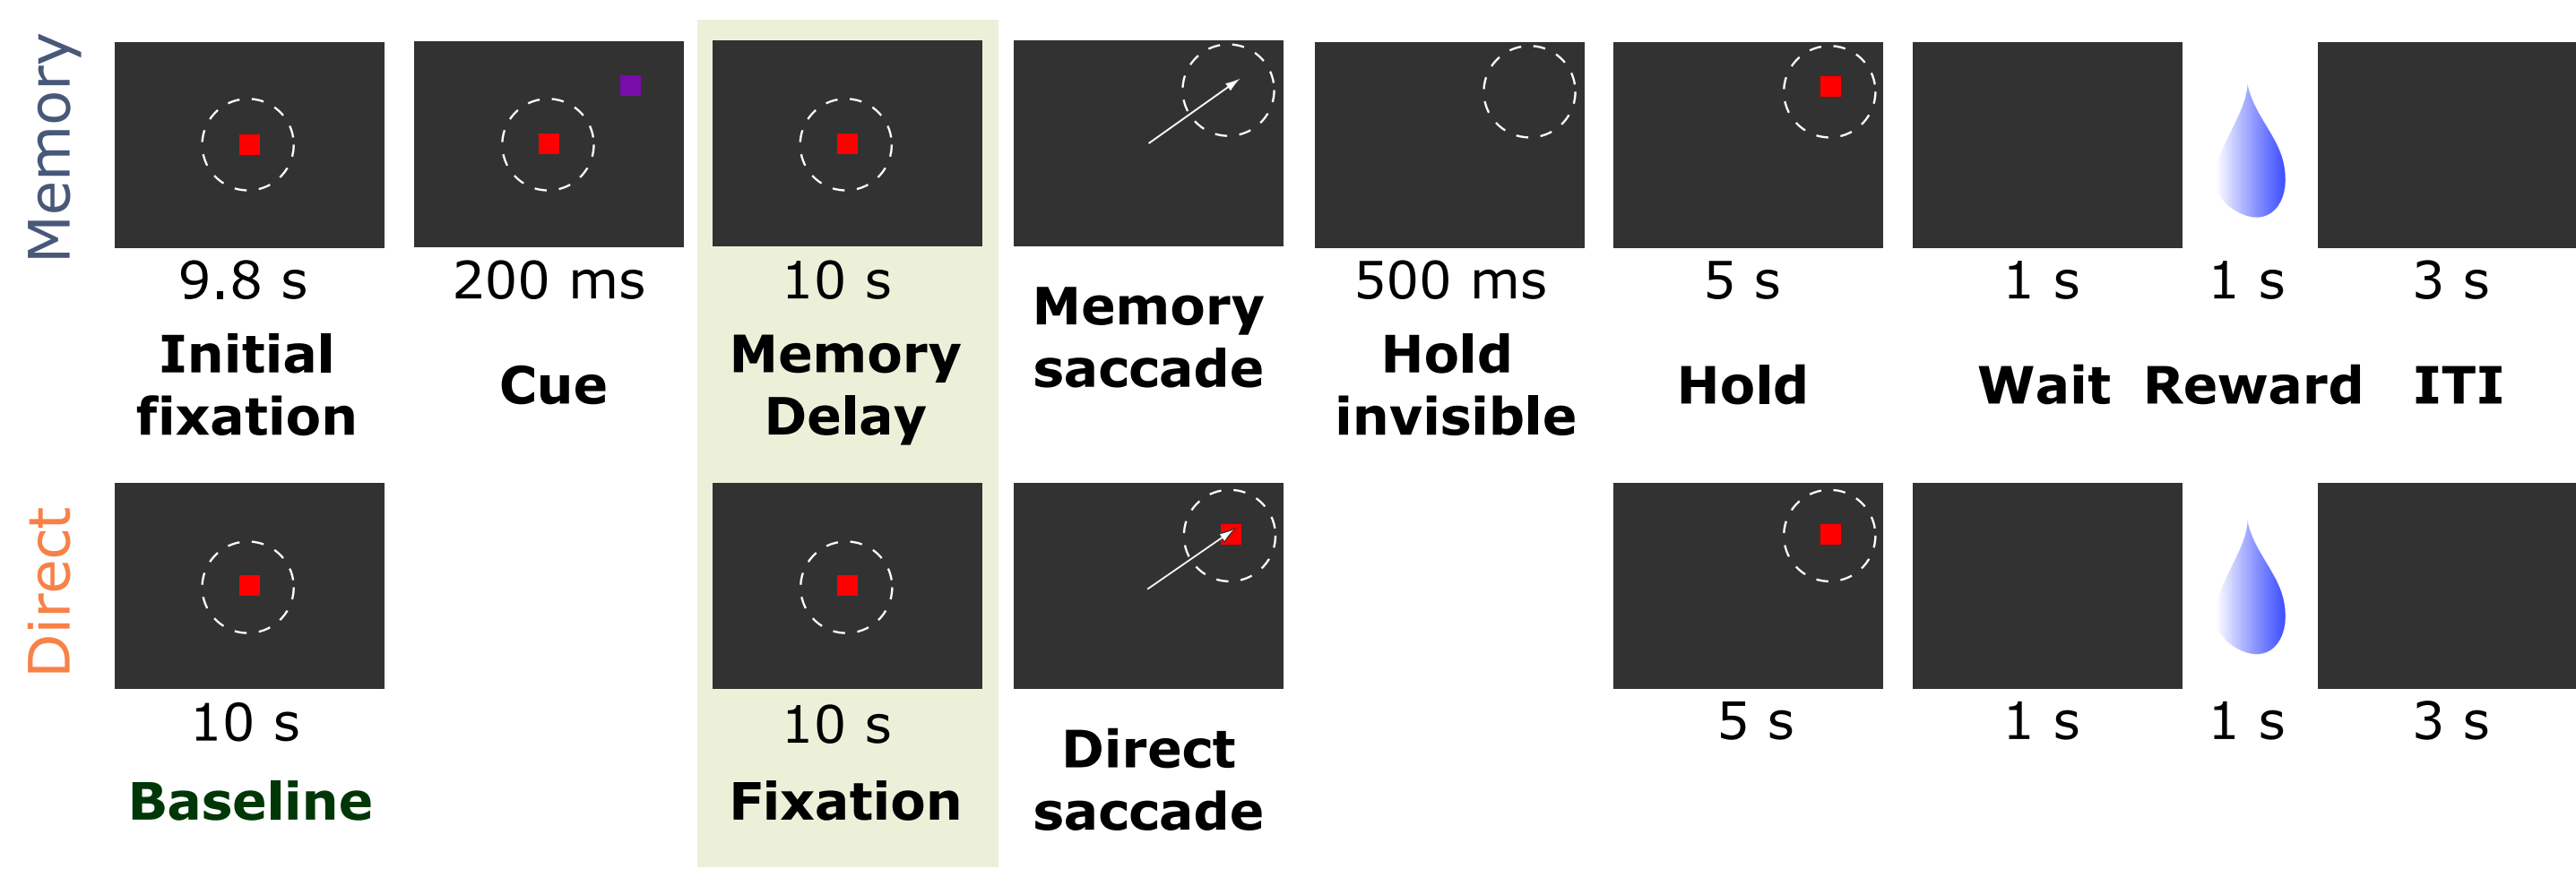 Memory
9.8 s
200 ms
10 s
500 ms
5 s
1 s
1 s
3 s
Initial
fixation
Cue
Memory
Delay
Memory
saccade
Hold
invisible
Hold
Wait
Reward
ITI
Direct
10 s
10 s
5 s
1 s
1 s
3 s
Baseline
Fixation
Direct
saccade